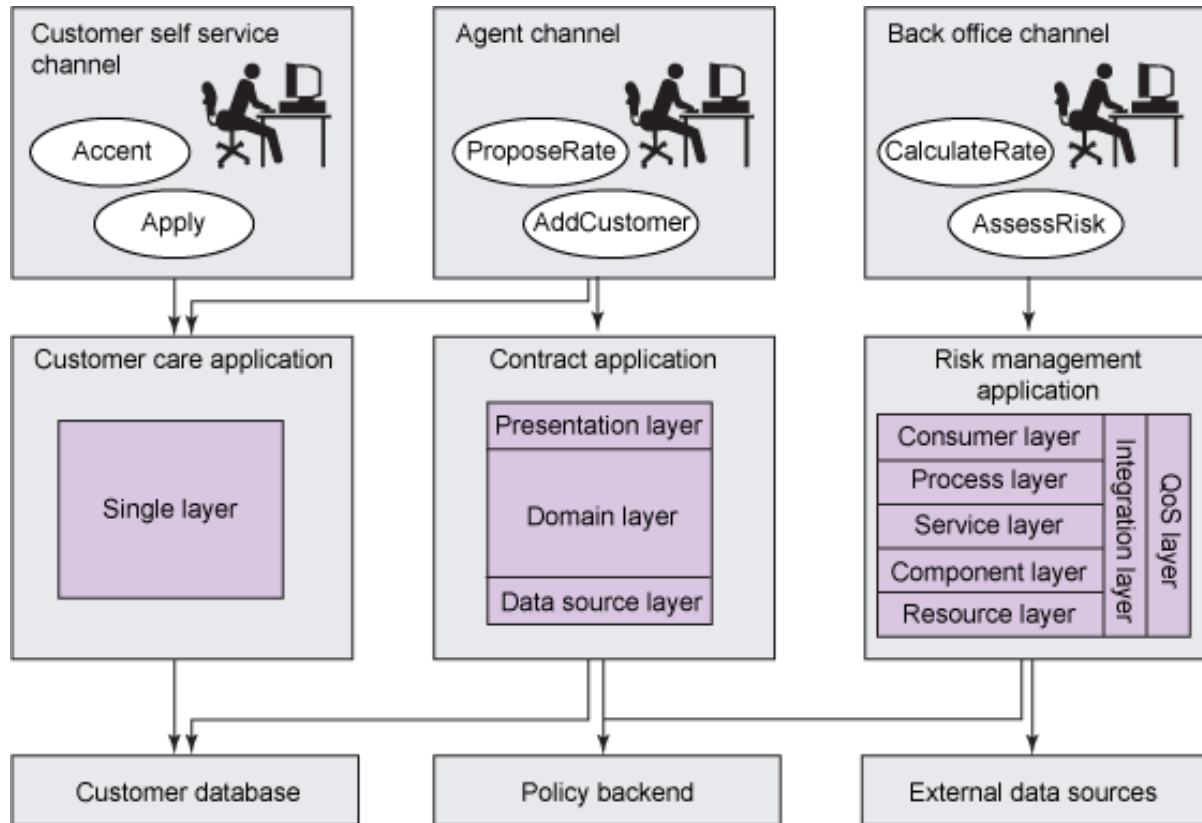 Customer self service
channel
Accent
Apply
Agent channel
ProposeRate
AddCustomer
Back office channel
CalculateRate
AssessRisk
Customer care application
Single layer
Contract application
Presentation layer
Domain layer
Data source layer
Risk management
application
Consumer layer
Process layer
Service layer
Component layer
Resource layer
Integration layer
QoS layer
Customer database
Policy backend
External data sources